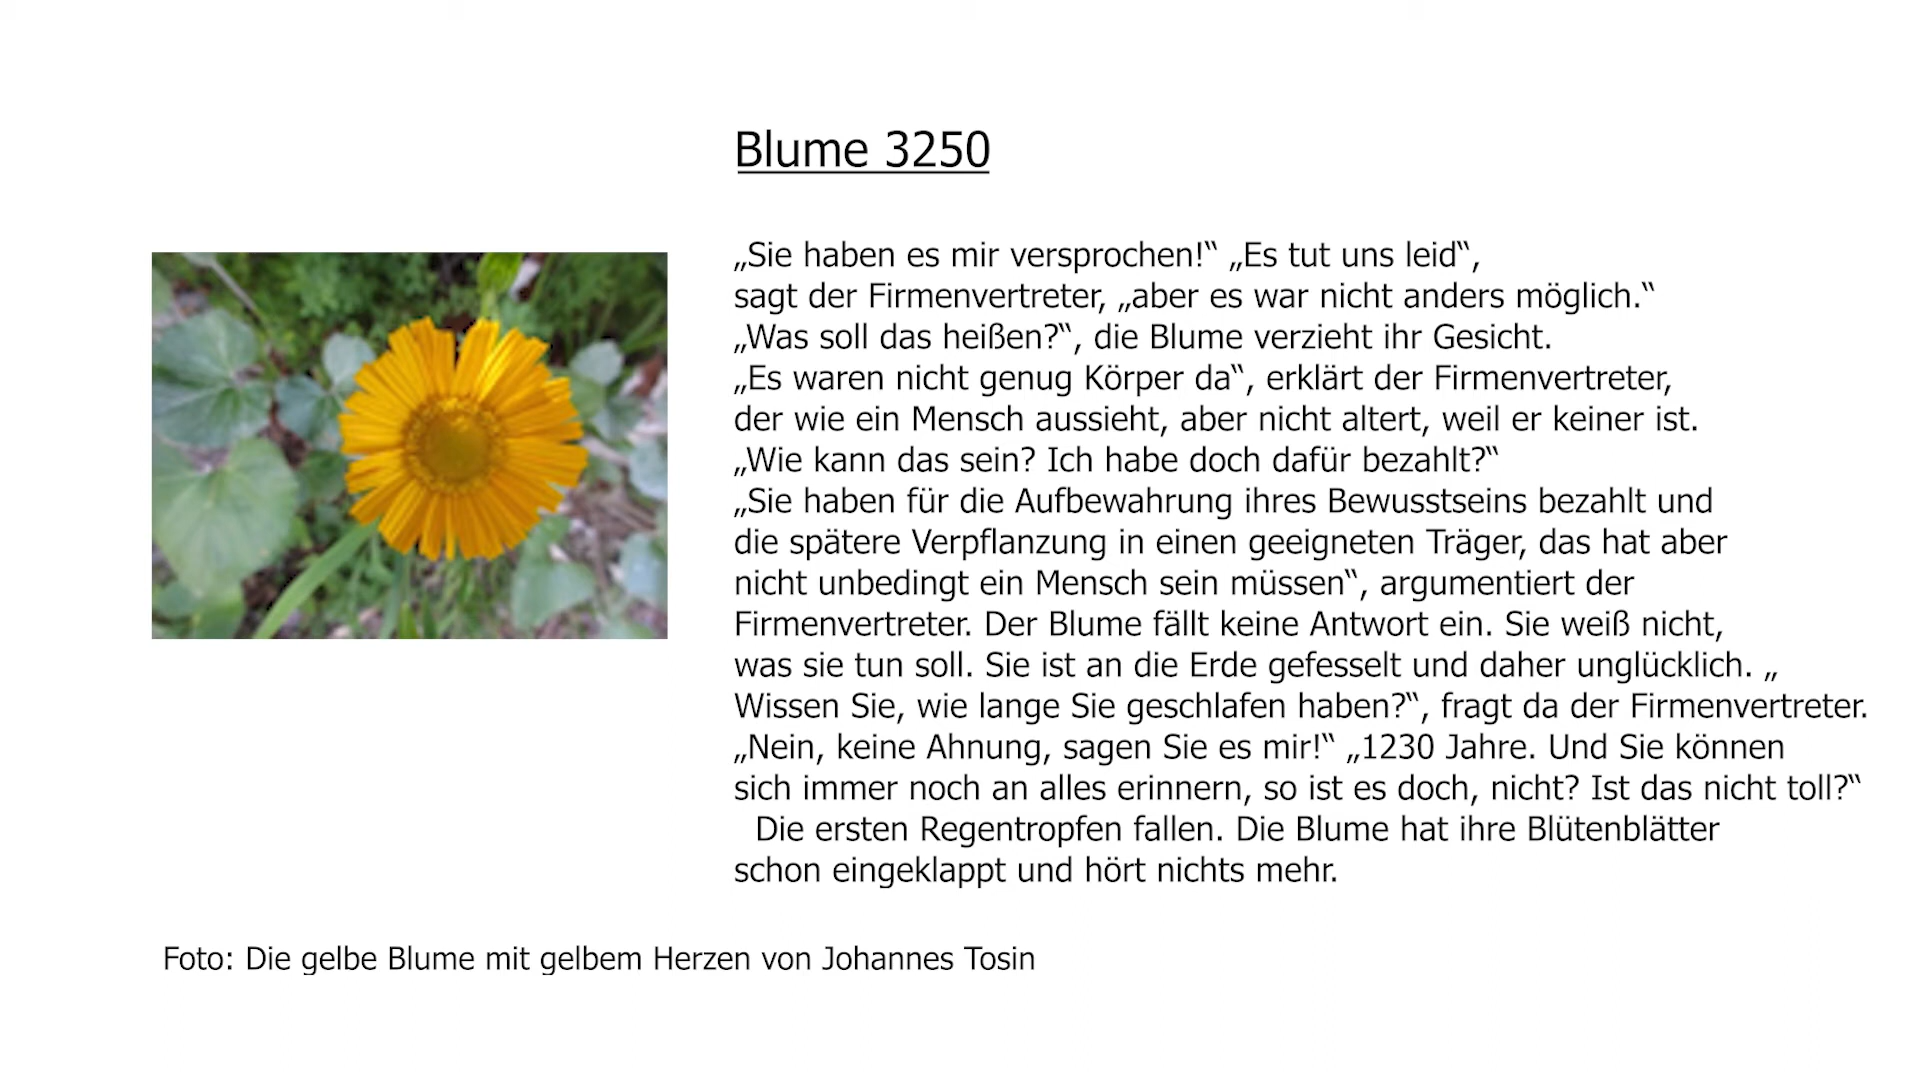 Blume 3250
„Sie haben es mir versprochen!“ „Es tut uns leid“,
sagt der Firmenvertreter, „aber es war nicht anders möglich.“
„Was soll das heißen?“, die Blume verzieht ihr Gesicht.
„Es waren nicht genug Körper da“, erklärt der Firmenvertreter,
der wie ein Mensch aussieht, aber nicht altert, weil er keiner ist.
„Wie kann das sein? Ich habe doch dafür bezahlt?“
„Sie haben für die Aufbewahrung ihres Bewusstseins bezahlt und
die spätere Verpflanzung in einen geeigneten Träger, das hat aber
nicht unbedingt ein Mensch sein müssen“, argumentiert der
Firmenvertreter. Der Blume fällt keine Antwort ein. Sie weiß nicht,
was sie tun soll. Sie ist an die Erde gefesselt und daher unglücklich. „
Wissen Sie, wie lange Sie geschlafen haben?“, fragt da der Firmenvertreter.
„Nein, keine Ahnung, sagen Sie es mir!“ „1230 Jahre. Und Sie können
sich immer noch an alles erinnern, so ist es doch, nicht? Ist das nicht toll?“
Die ersten Regentropfen fallen. Die Blume hat ihre Blütenblätter
schon eingeklappt und hört nichts mehr.
Foto: Die gelbe Blume mit gelbem Herzen von Johannes Tosin